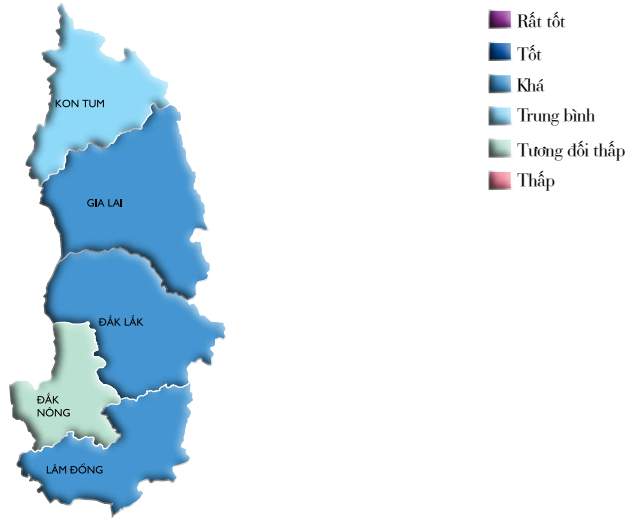 Rất tốt
Tốt
Khá
Trung bình
Tương đối thấp
Thấp
KON TUM
GIA LAI
ĐẮK LẮK
ĐẮK
NÔNG
LÂM ĐỒNG